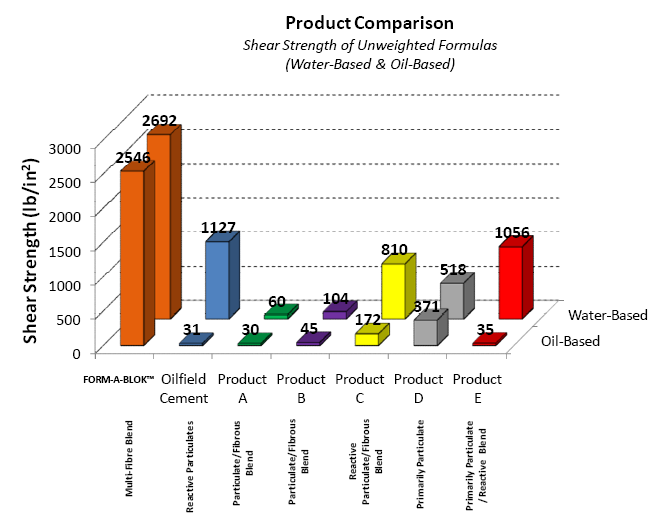 Product Comparison
Shear Strength of Unweighted Formulas
(Water-Based & Oil-Based)
Shear Strength (lb/in²)
3000
2500
2000
1500
1000
500
0
2692
2546
1127
31
60
30
104
45
810
172
518
371
1056
35
Water-Based
Oil-Based
FORM-A-BLOK™
Oilfield
Cement
Product
A
Product
B
Product
C
Product
D
Product
E
Multi-Fibre Blend
Reactive Particulates
Particulate/Fibrous
Blend
Particulate/Fibrous
Blend
Reactive
Particulate/Fibrous
Blend
Primarily Particulate
Primarily Particulate
/ Reactive Blend